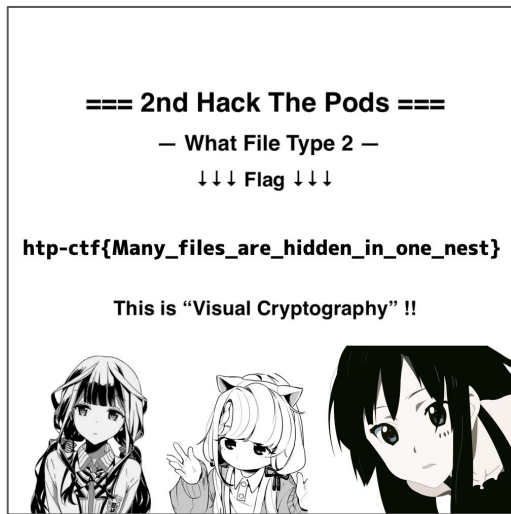 === 2nd Hack The Pods ===
— What File Type 2 —
↓↓↓ Flag ↓↓↓
htp-ctf{Many_files_are_hidden_in_one_nest}
This is “Visual Cryptography” !!